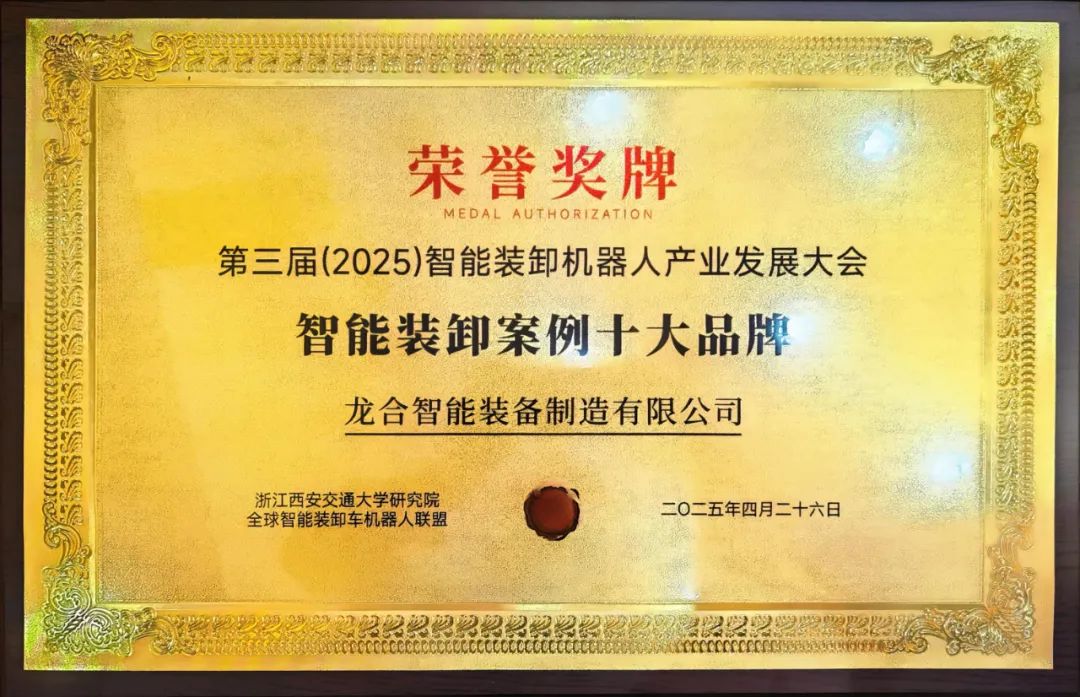 荣誉奖牌
MEDAL AUTHORIZATION
第三届(2025)智能装卸机器人产业发展大会
智能装卸案例十大品牌
龙合智能装备制造有限公司
浙江西安交通大学研究院
全球智能装卸车机器人联盟
二〇二五年四月二十六日